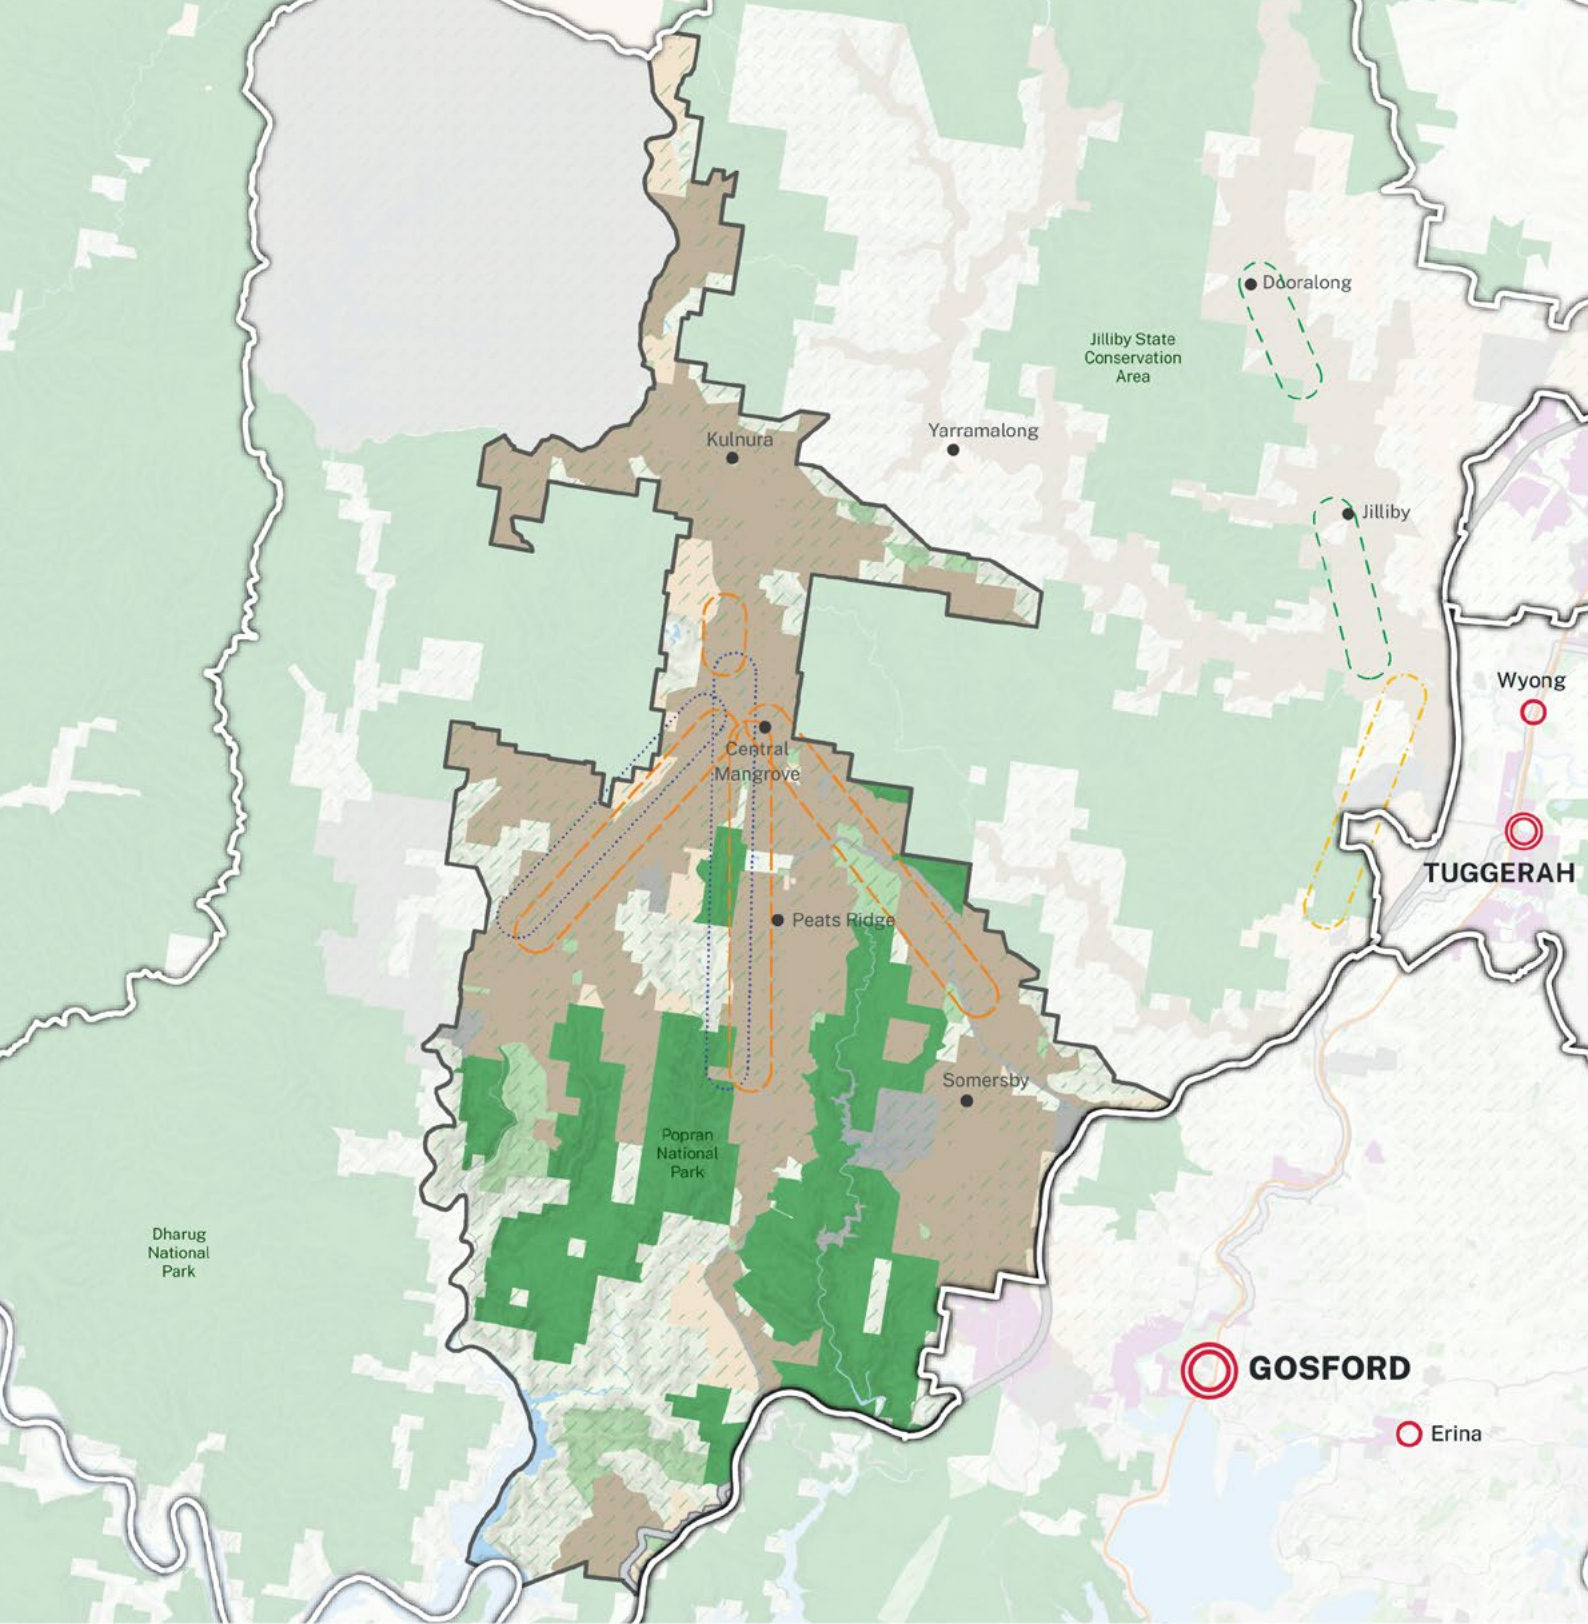 Dooralong
Jilliby State
Conservation
Area
Yarramalong
Kulnura
Jilliby
Wyong
Central
Mangrove
TUGGERAH
Peats Ridge
Somersby
Popran
National
Park
Dharug
National
Park
GOSFORD
Erina